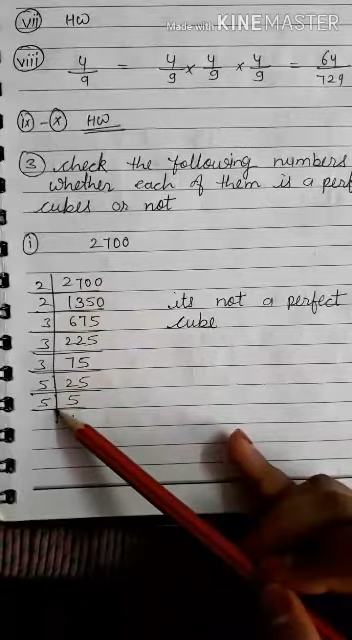 Made with KINEMASTER
vii HW
viii 4/9 = 4/9 × 4/9 × 4/9 = 64/729
ix - x HW
3 check the following numbers
whether each of them is a perf
cubes or not
i 2700
2 | 2700
2 | 1350 its not a perfect
3 | 675 cube
3 | 225
3 | 75
5 | 25
5 | 5